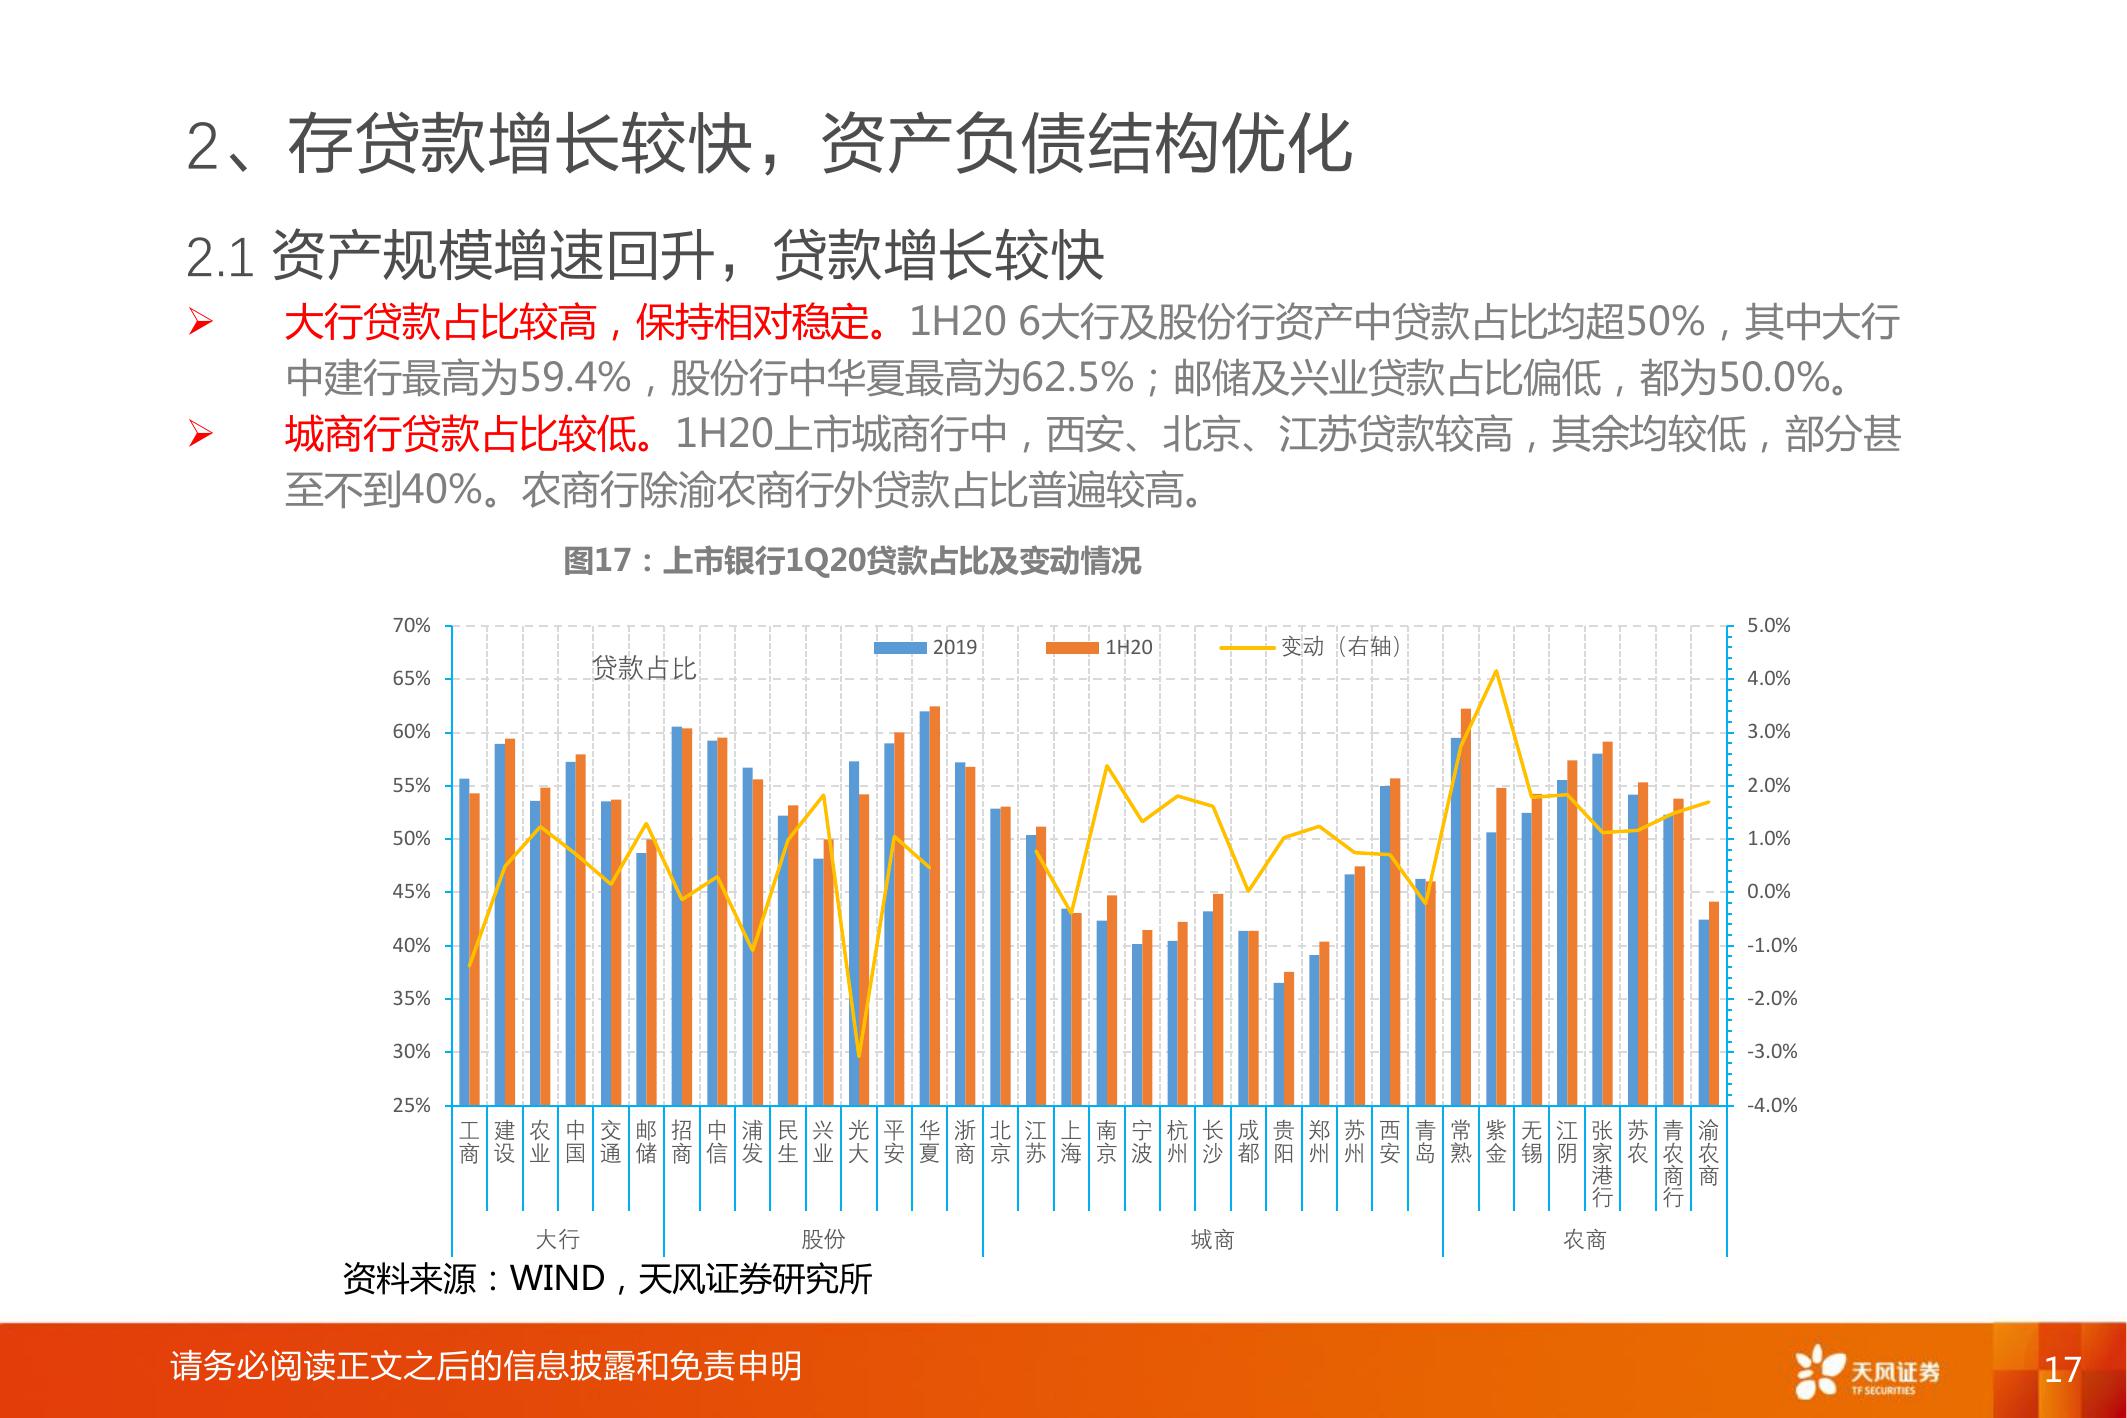 2、存贷款增长较快，资产负债结构优化
2.1 资产规模增速回升，贷款增长较快
大行贷款占比较高，保持相对稳定。1H20 6大行及股份行资产中贷款占比均超50%，其中大行
中建行最高为59.4%，股份行中华夏最高为62.5%；邮储及兴业贷款占比偏低，都为50.0%。
城商行贷款占比较低。1H20上市城商行中，西安、北京、江苏贷款较高，其余均较低，部分甚
至不到40%。农商行除渝农商行外贷款占比普遍较高。
图17：上市银行1Q20贷款占比及变动情况
贷款占比
2019
1H20
变动（右轴）
70%
65%
60%
55%
50%
45%
40%
35%
30%
25%
5.0%
4.0%
3.0%
2.0%
1.0%
0.0%
-1.0%
-2.0%
-3.0%
-4.0%
工商
建设
农业
中国
交通
邮储
招商
中信
浦发
民生
兴业
光大
平安
华夏
浙商
北京
江苏
上海
南京
宁波
杭州
长沙
成都
贵阳
郑州
苏州
西安
青岛
常熟
紫金
无锡
江阴
张家港行
苏农
青农商行
渝农商
大行
股份
城商
农商
资料来源：WIND，天风证券研究所
请务必阅读正文之后的信息披露和免责申明
天风证券
TF SECURITIES
17